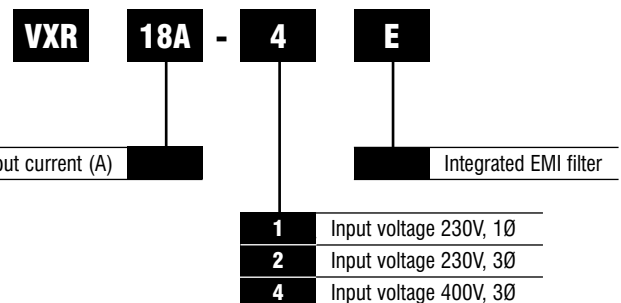 VXR 18A - 4 E
current (A)
Integrated EMI filter
1 Input voltage 230V, 1Ø
2 Input voltage 230V, 3Ø
4 Input voltage 400V, 3Ø